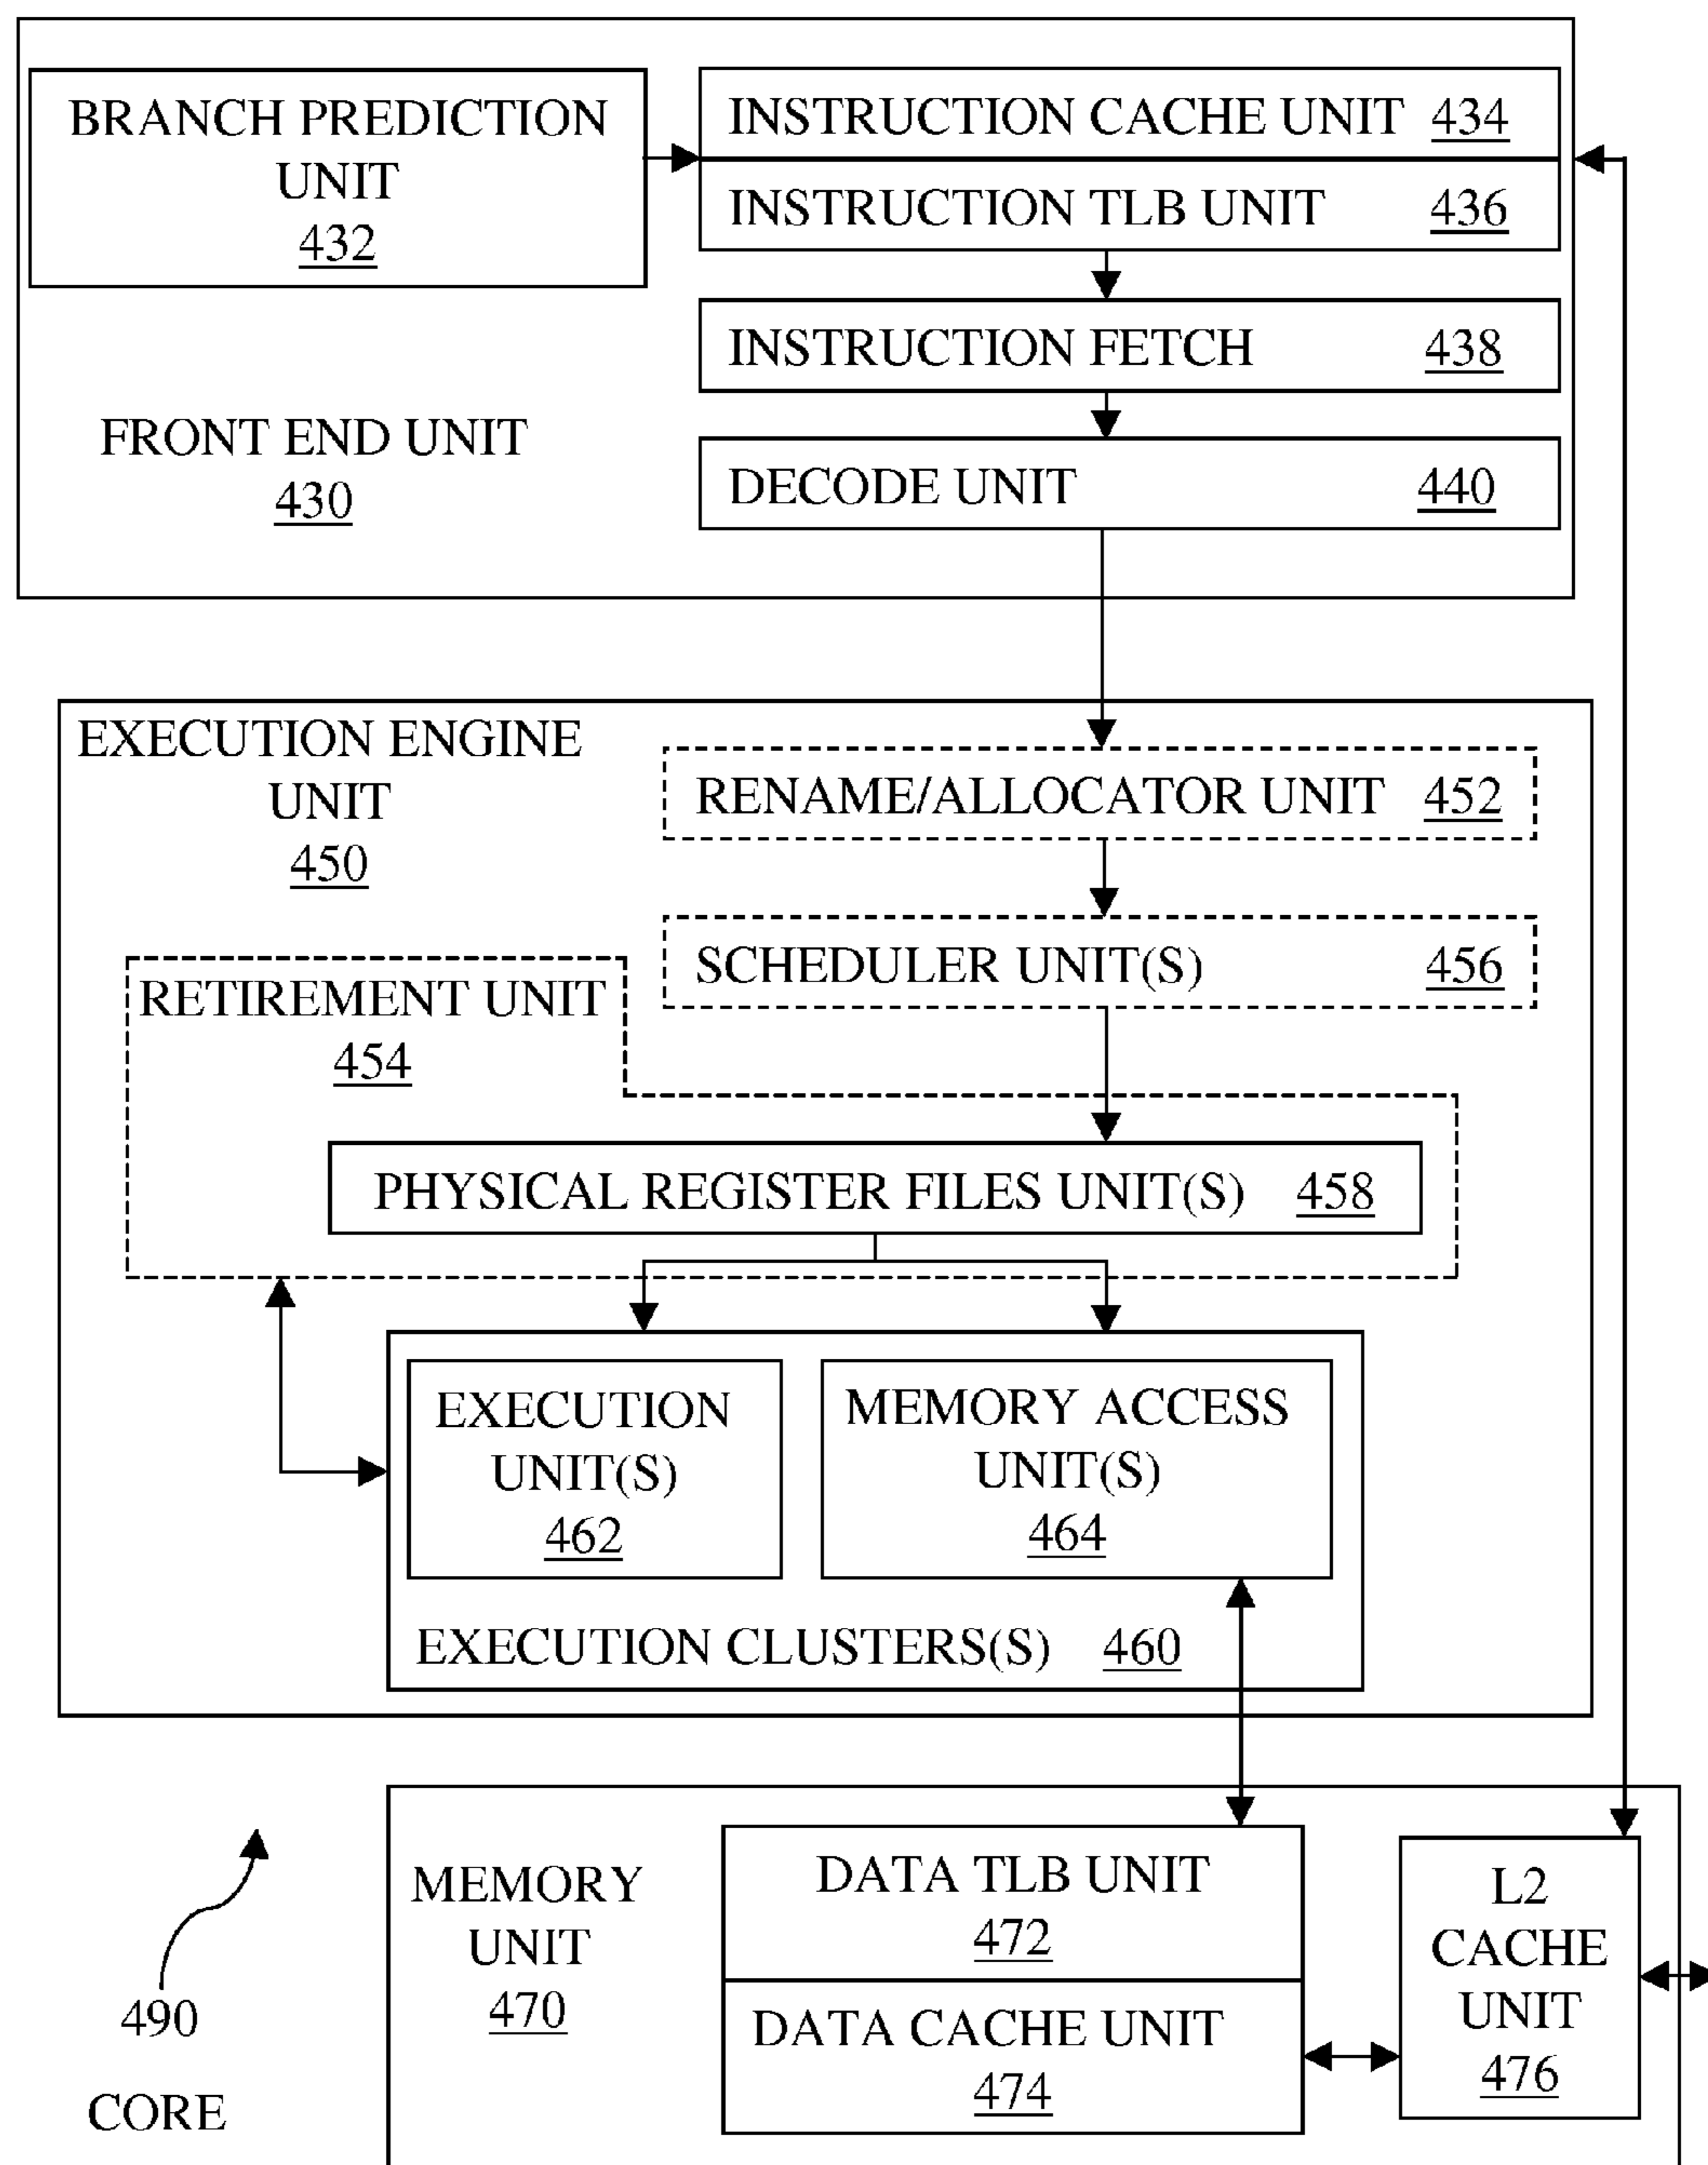 BRANCH PREDICTION
UNIT
432
INSTRUCTION CACHE UNIT 434
INSTRUCTION TLB UNIT 436
INSTRUCTION FETCH 438
FRONT END UNIT
430
DECODE UNIT 440
EXECUTION ENGINE
UNIT
450
RENAME/ALLOCATOR UNIT 452
SCHEDULER UNIT(S) 456
RETIREMENT UNIT
454
PHYSICAL REGISTER FILES UNIT(S) 458
EXECUTION
UNIT(S)
462
MEMORY ACCESS
UNIT(S)
464
EXECUTION CLUSTERS(S) 460
MEMORY
UNIT
470
DATA TLB UNIT
472
DATA CACHE UNIT
474
L2
CACHE
UNIT
476
490
CORE